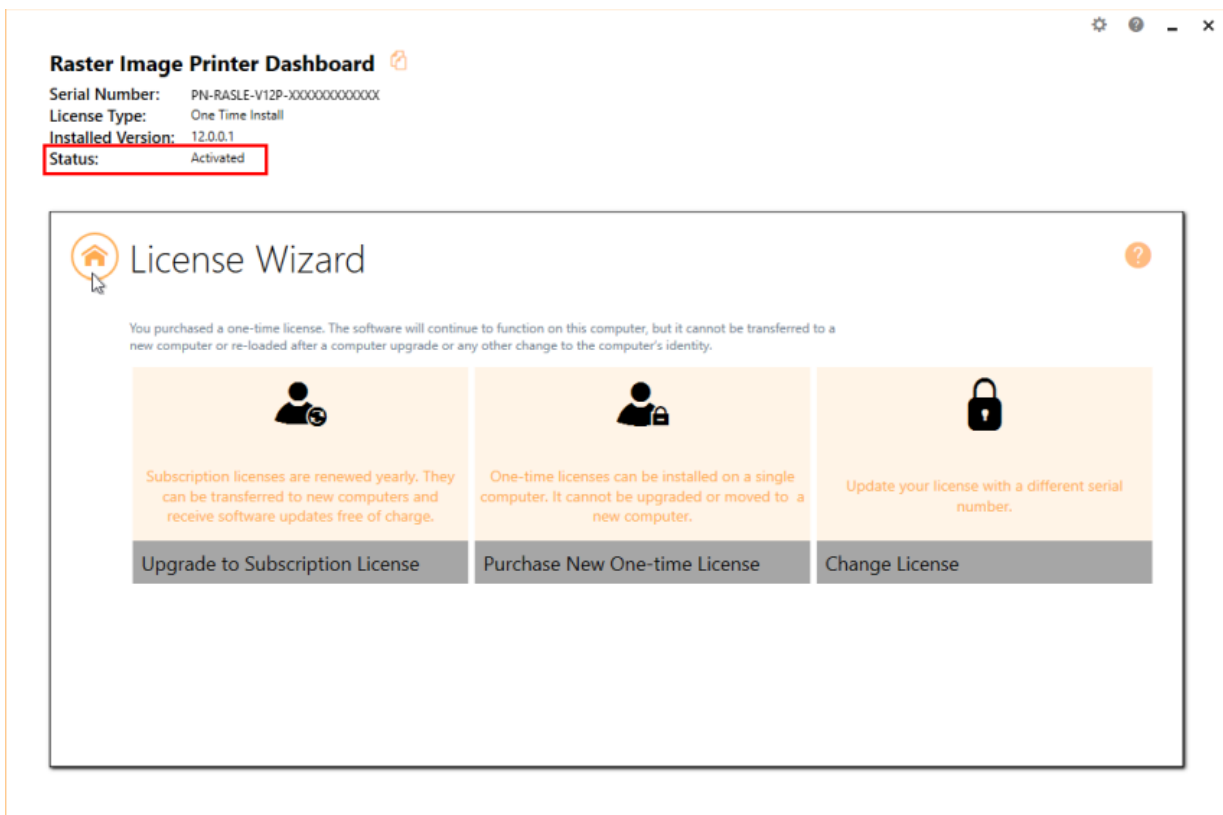 Raster Image Printer Dashboard
Serial Number: PN-RASLE-V12P-XXXXXXXXXXXX
License Type: One Time Install
Installed Version: 12.0.0.1
Status: Activated
License Wizard
You purchased a one-time license. The software will continue to function on this computer, but it cannot be transferred to a
new computer or re-loaded after a computer upgrade or any other change to the computer's identity.
Subscription licenses are renewed yearly. They
can be transferred to new computers and
receive software updates free of charge.
Upgrade to Subscription License
One-time licenses can be installed on a single
computer. It cannot be upgraded or moved to a
new computer.
Purchase New One-time License
Update your license with a different serial
number.
Change License